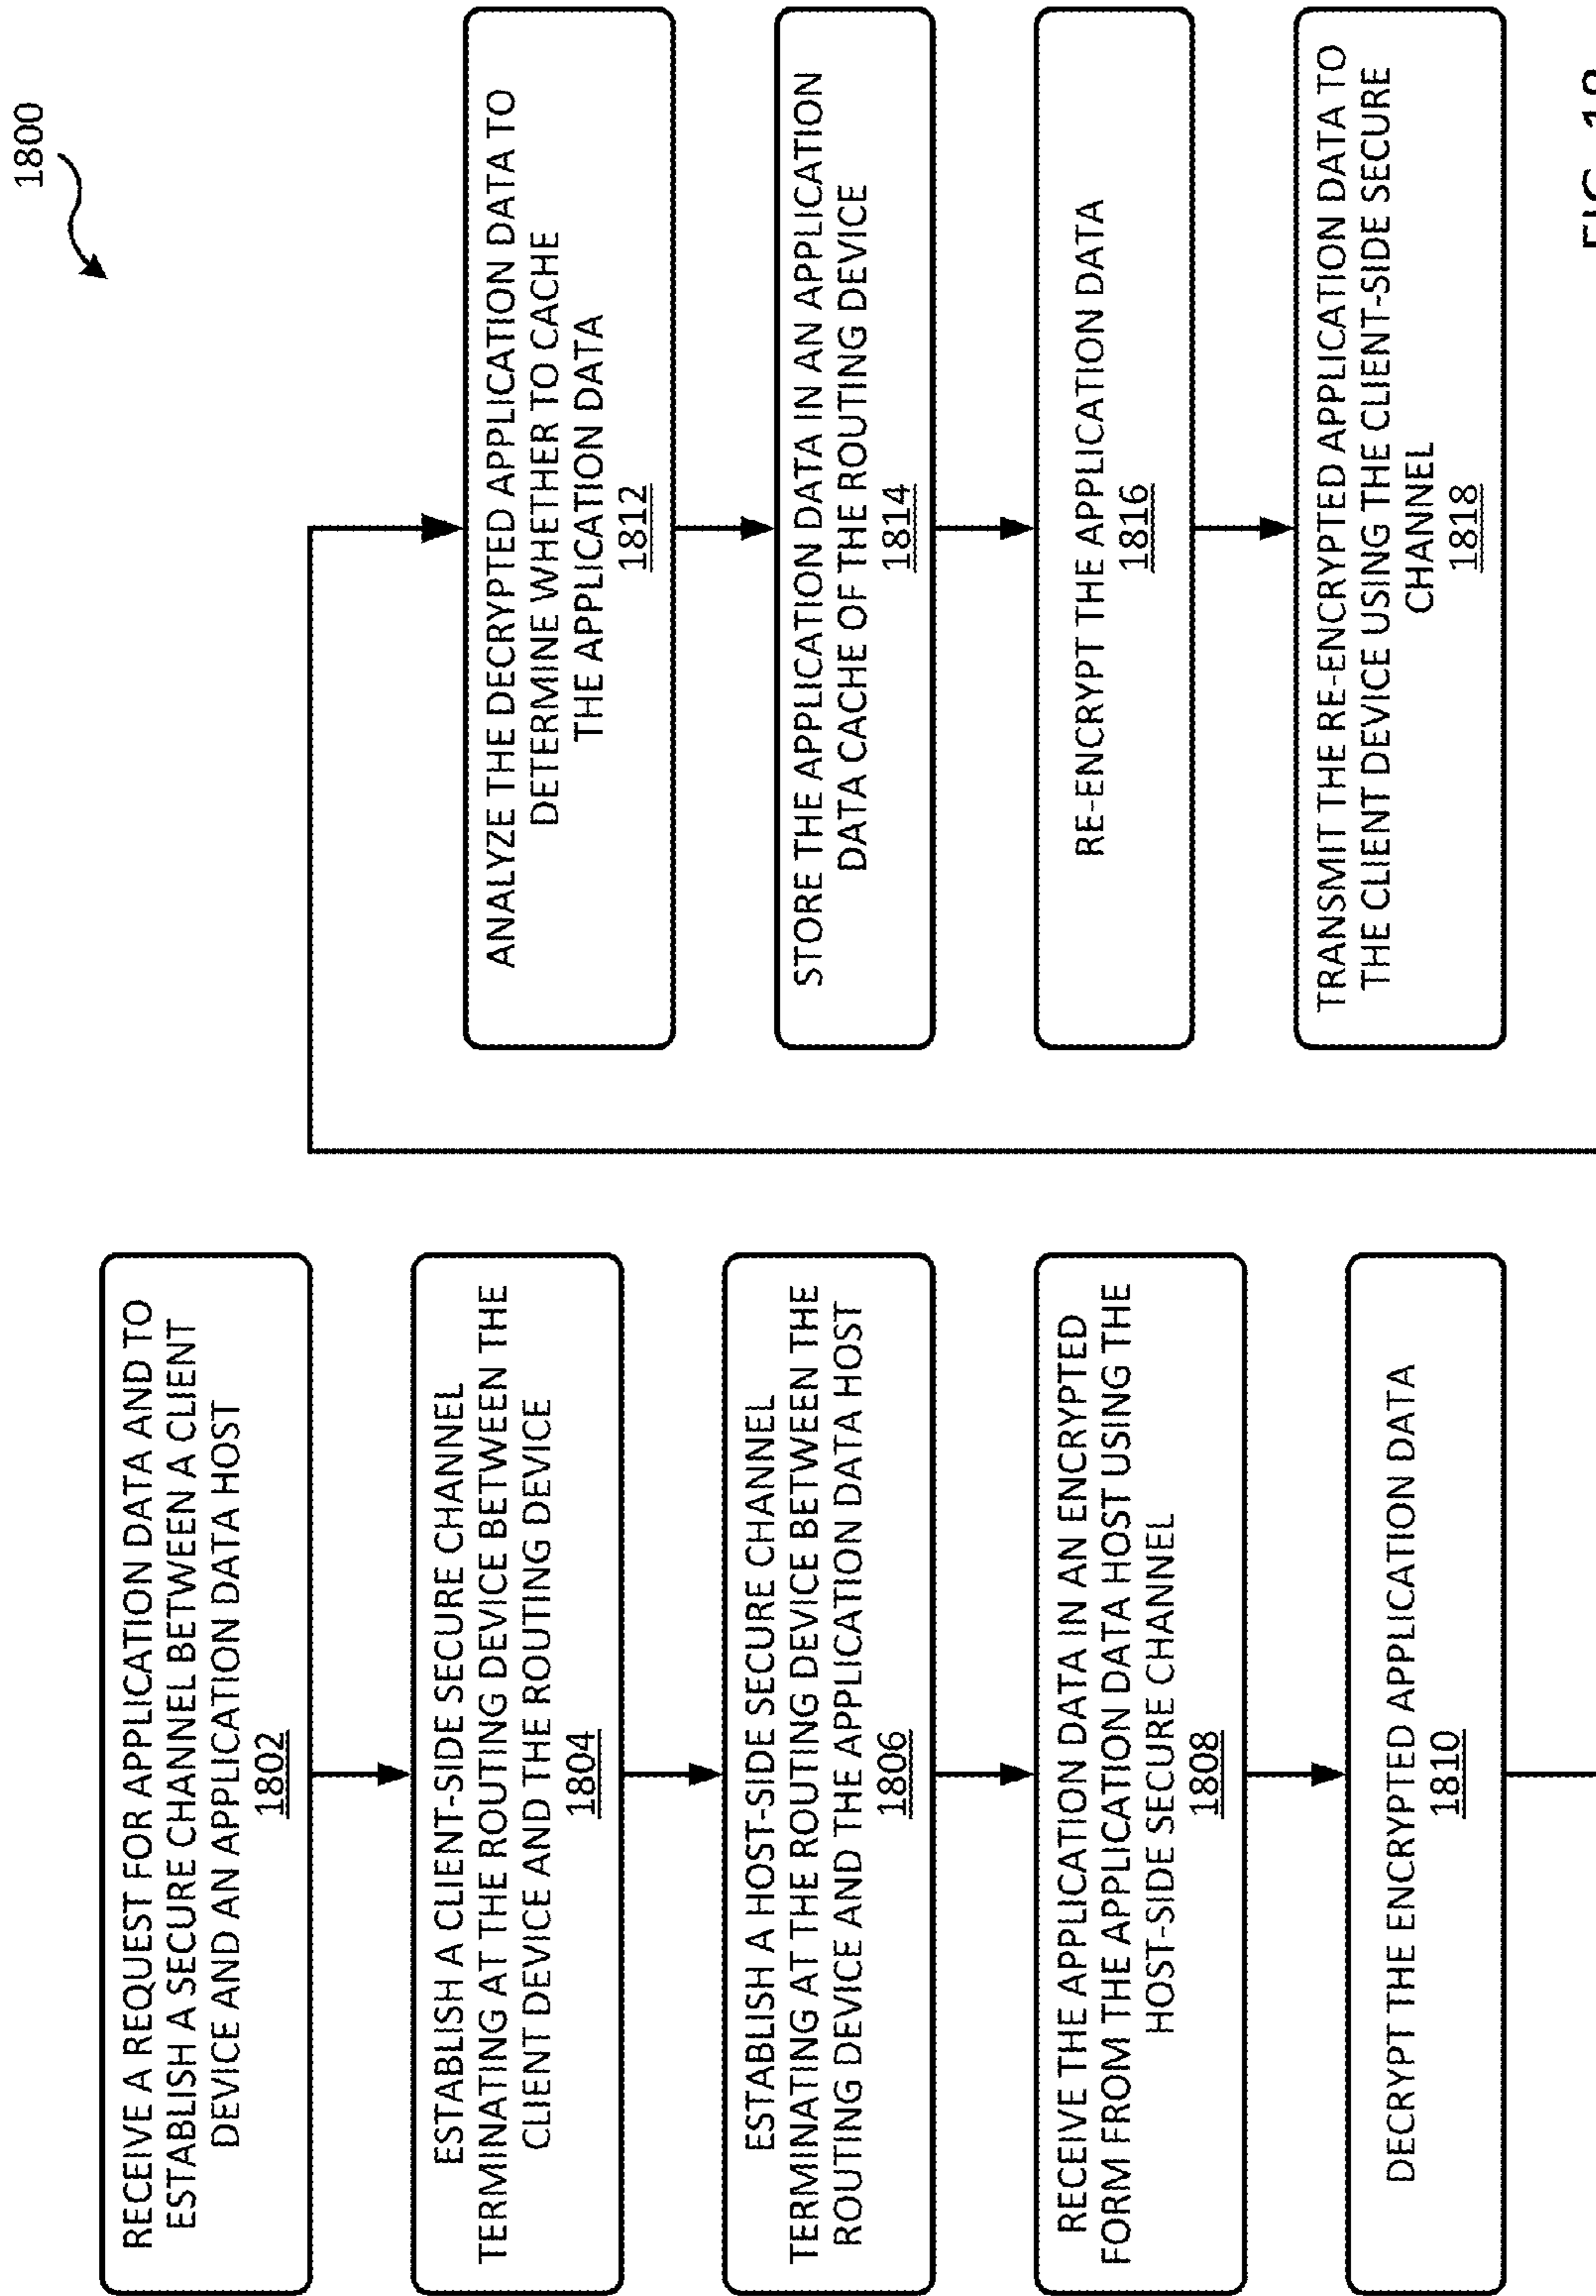 1800
RECEIVE A REQUEST FOR APPLICATION DATA AND TO
ESTABLISH A SECURE CHANNEL BETWEEN A CLIENT
DEVICE AND AN APPLICATION DATA HOST
1802
ESTABLISH A CLIENT-SIDE SECURE CHANNEL
TERMINATING AT THE ROUTING DEVICE BETWEEN THE
CLIENT DEVICE AND THE ROUTING DEVICE
1804
ESTABLISH A HOST-SIDE SECURE CHANNEL
TERMINATING AT THE ROUTING DEVICE BETWEEN THE
ROUTING DEVICE AND THE APPLICATION DATA HOST
1806
RECEIVE THE APPLICATION DATA IN AN ENCRYPTED
FORM FROM THE APPLICATION DATA HOST USING THE
HOST-SIDE SECURE CHANNEL
1808
DECRYPT THE ENCRYPTED APPLICATION DATA
1810
ANALYZE THE DECRYPTED APPLICATION DATA TO
DETERMINE WHETHER TO CACHE
THE APPLICATION DATA
1812
STORE THE APPLICATION DATA IN AN APPLICATION
DATA CACHE OF THE ROUTING DEVICE
1814
RE-ENCRYPT THE APPLICATION DATA
1816
TRANSMIT THE RE-ENCRYPTED APPLICATION DATA TO
THE CLIENT DEVICE USING THE CLIENT-SIDE SECURE
CHANNEL
1818
FIG. 18